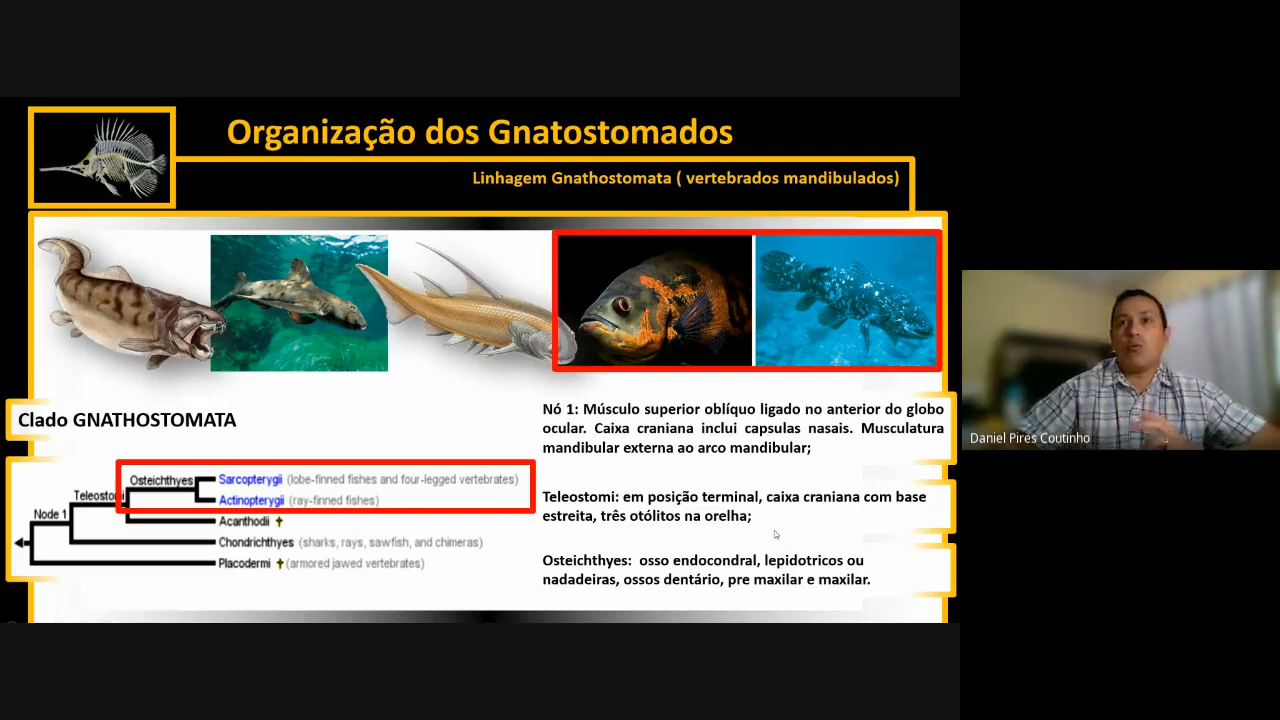 Organização dos Gnatostomados
Linhagem Gnathostomata ( vertebrados mandibulados)
Clado GNATHOSTOMATA
Osteichthyes
Sarcopterygii (lobe-finned fishes and four-legged vertebrates)
Teleostomi
Actinopterygii (ray-finned fishes)
Node 1
Acanthodii
Chondrichthyes (sharks, rays, sawfish, and chimeras)
Placodermi (armored jawed vertebrates)
Nó 1: Músculo superior oblíquo ligado no anterior do globo
ocular. Caixa craniana inclui capsulas nasais. Musculatura
mandibular externa ao arco mandibular;
Teleostomi: em posição terminal, caixa craniana com base
estreita, três otólitos na orelha;
Osteichthyes: osso endocondral, lepidotricos ou
nadadeiras, ossos dentário, pre maxilar e maxilar.
Daniel Pires Coutinho